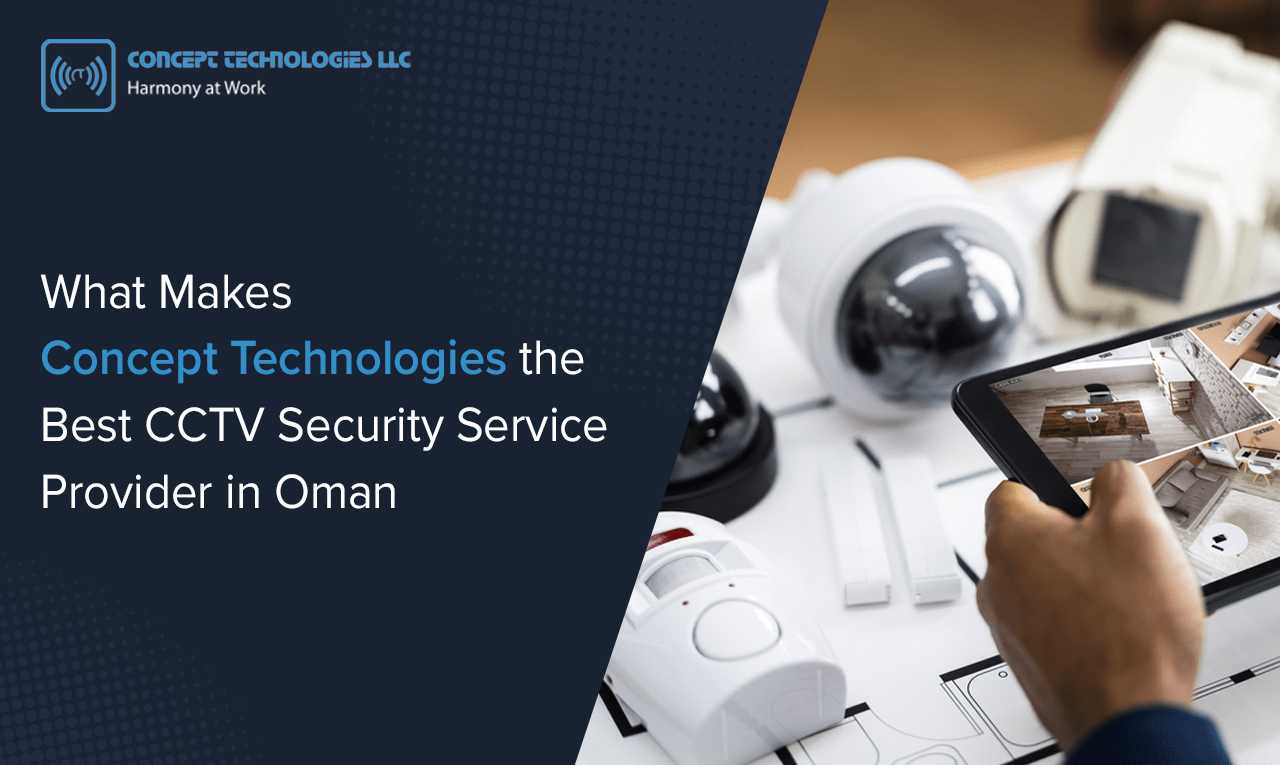 CONCEPT TECHNOLOGIES LLC
Harmony at Work
What Makes
Concept Technologies the
Best CCTV Security Service
Provider in Oman